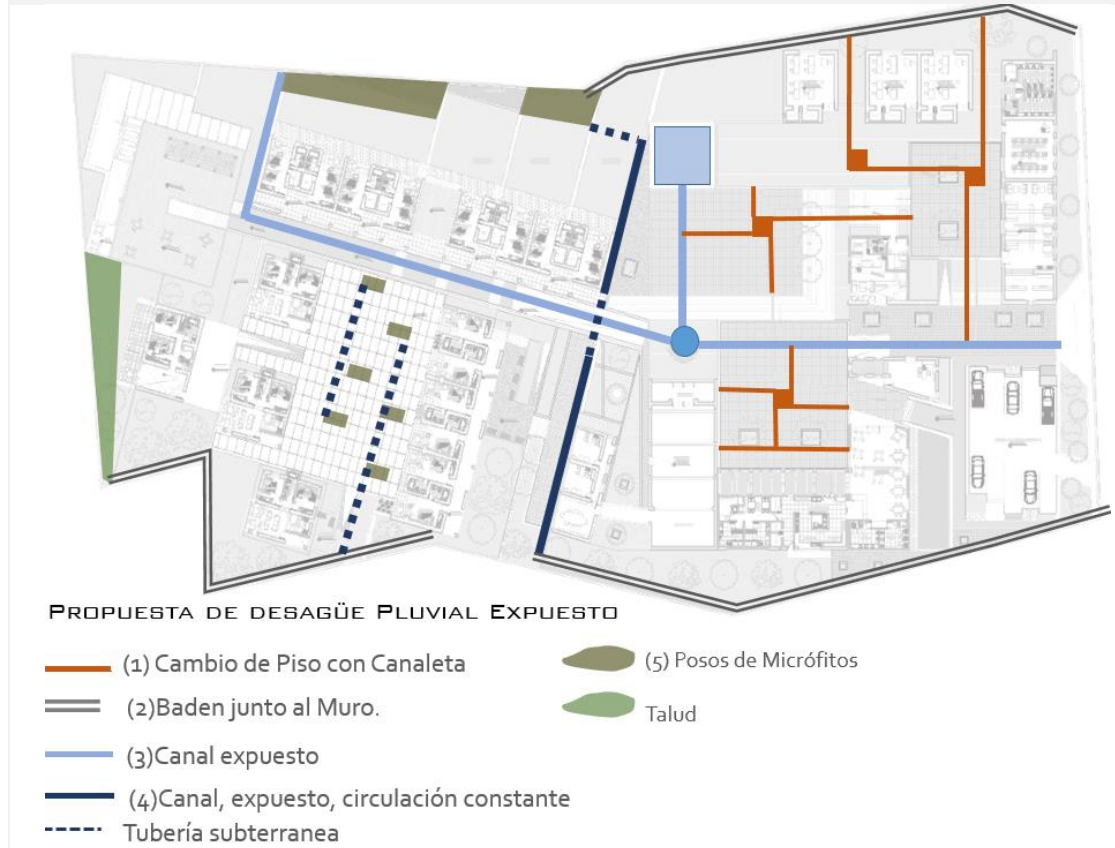 Propuesta de desagüe Pluvial Expuesto
(1) Cambio de Piso con Canaleta
(2)Baden junto al Muro.
(3)Canal expuesto
(4)Canal, expuesto, circulación constante
Tubería subterranea
(5) Posos de Micrófitos
Talud